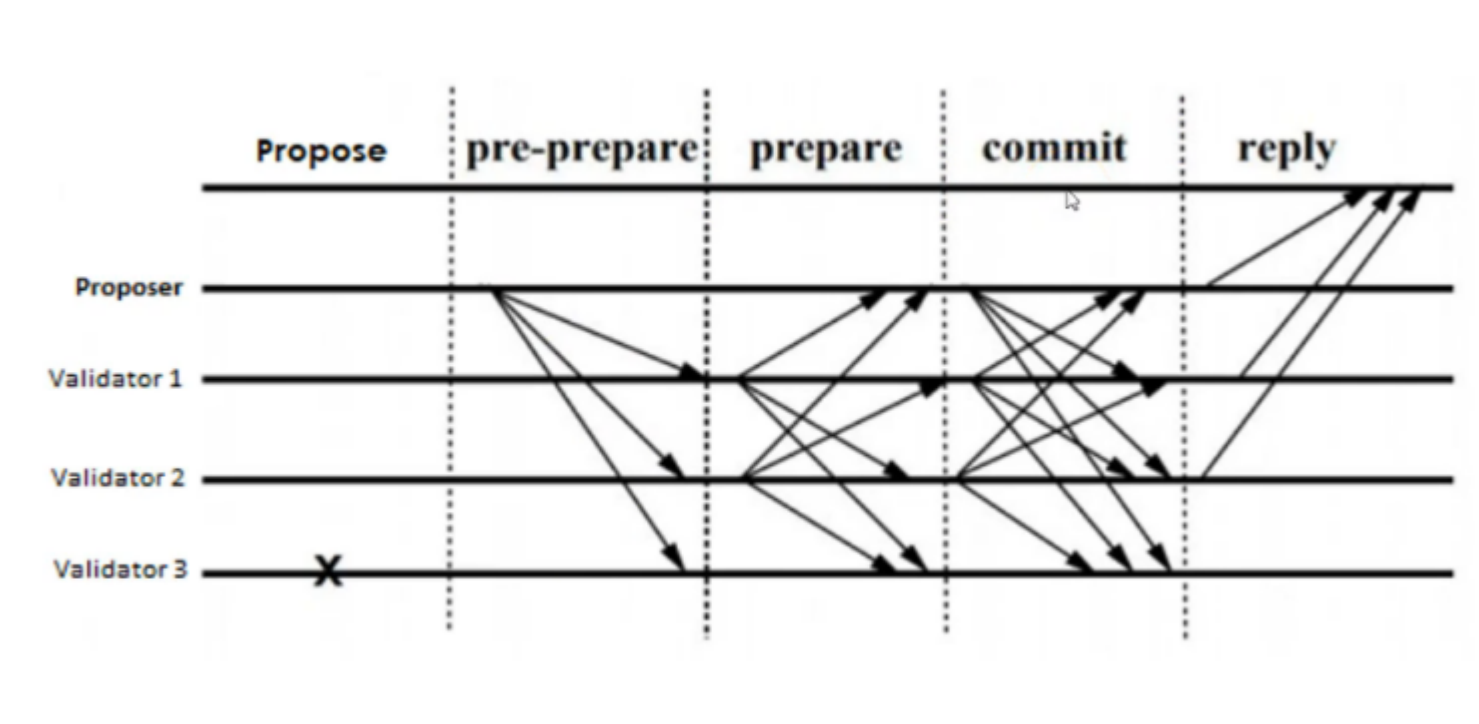 Propose
pre-prepare
prepare
commit
reply
Proposer
Validator 1
Validator 2
Validator 3
X